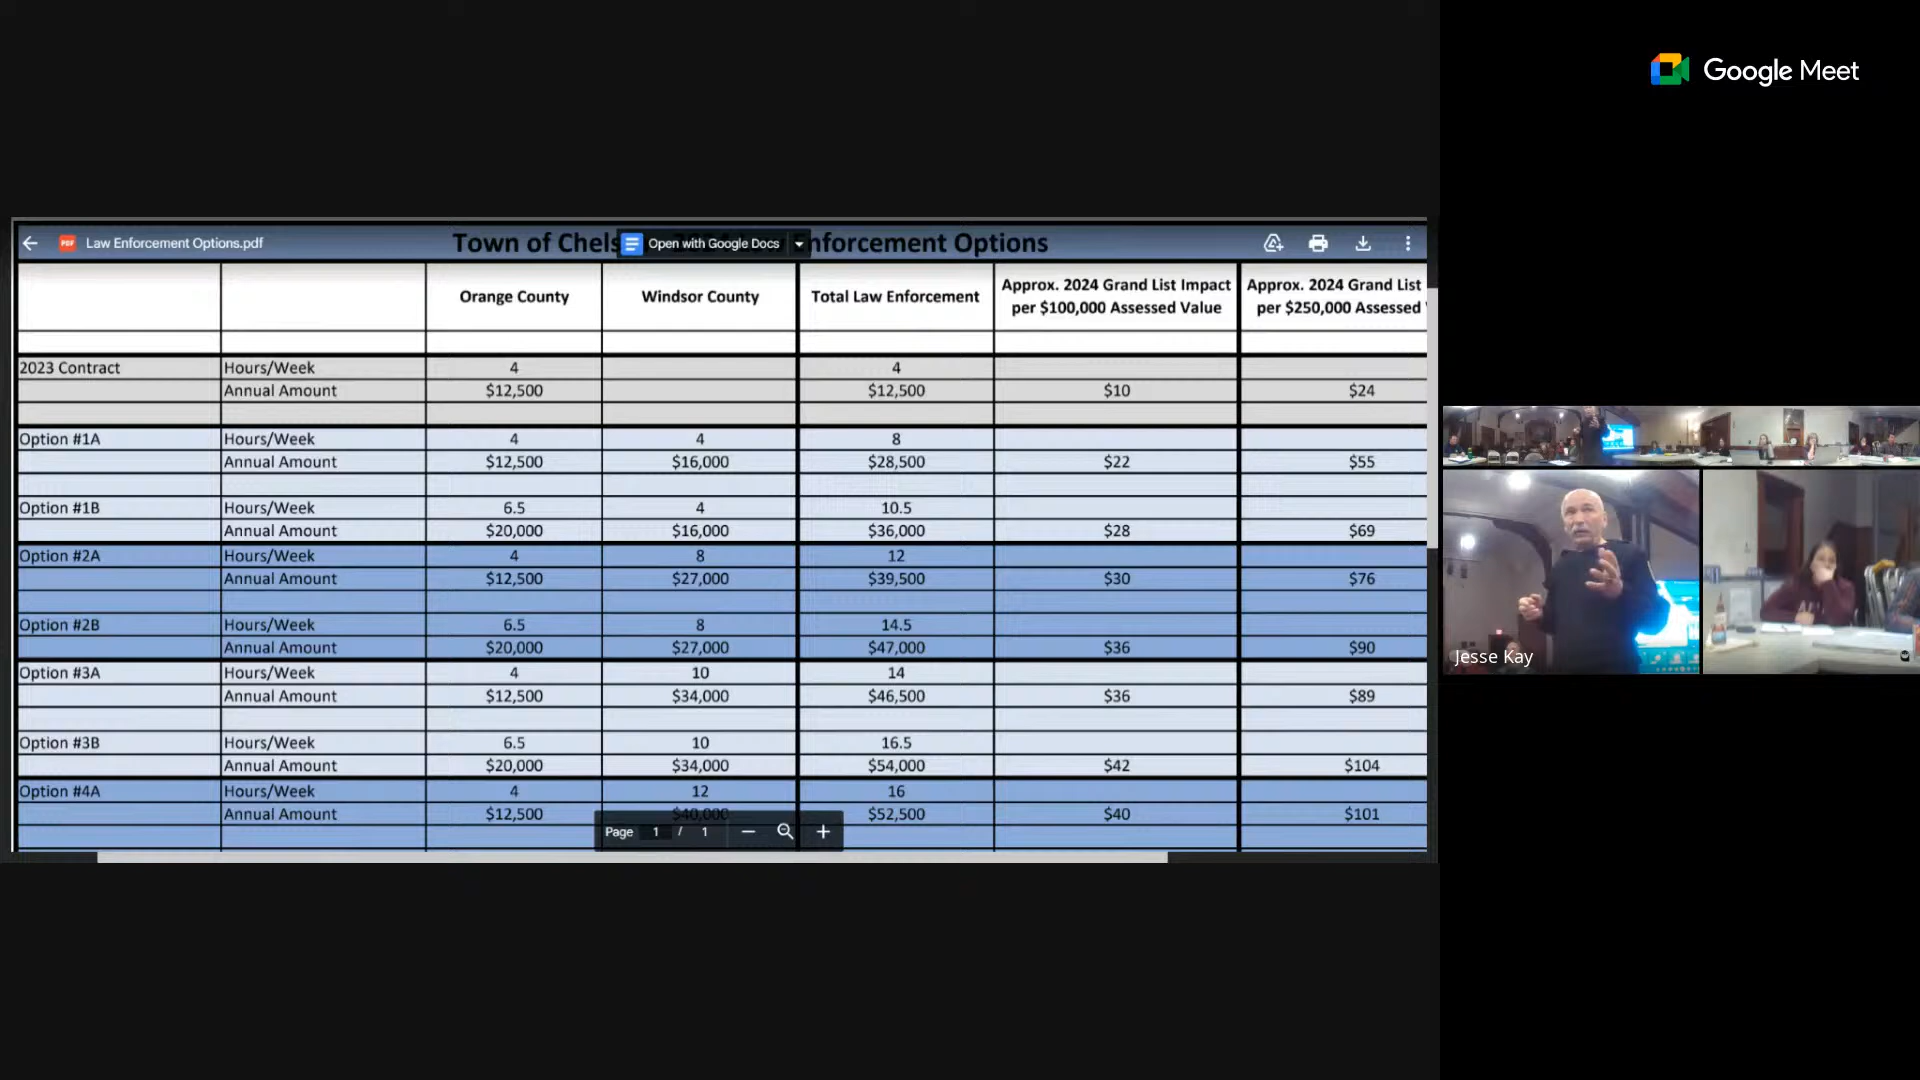 Google Meet
Law Enforcement Options.pdf
Town of Chels
Open with Google Docs
nforcement Options
Orange County
Windsor County
Total Law Enforcement
Approx. 2024 Grand List Impact
per $100,000 Assessed Value
Approx. 2024 Grand List
per $250,000 Assessed
2023 Contract Hours/Week 4 4
Annual Amount $12,500 $12,500 $10 $24
Option #1A Hours/Week 4 4 8
Annual Amount $12,500 $16,000 $28,500 $22 $55
Option #1B Hours/Week 6.5 4 10.5
Annual Amount $20,000 $16,000 $36,000 $28 $69
Option #2A Hours/Week 4 8 12
Annual Amount $12,500 $27,000 $39,500 $30 $76
Option #2B Hours/Week 6.5 8 14.5
Annual Amount $20,000 $27,000 $47,000 $36 $90
Option #3A Hours/Week 4 10 14
Annual Amount $12,500 $34,000 $46,500 $36 $89
Option #3B Hours/Week 6.5 10 16.5
Annual Amount $20,000 $34,000 $54,000 $42 $104
Option #4A Hours/Week 4 12 16
Annual Amount $12,500 $40,000 $52,500 $40 $101
Page 1 / 1
Jesse Kay